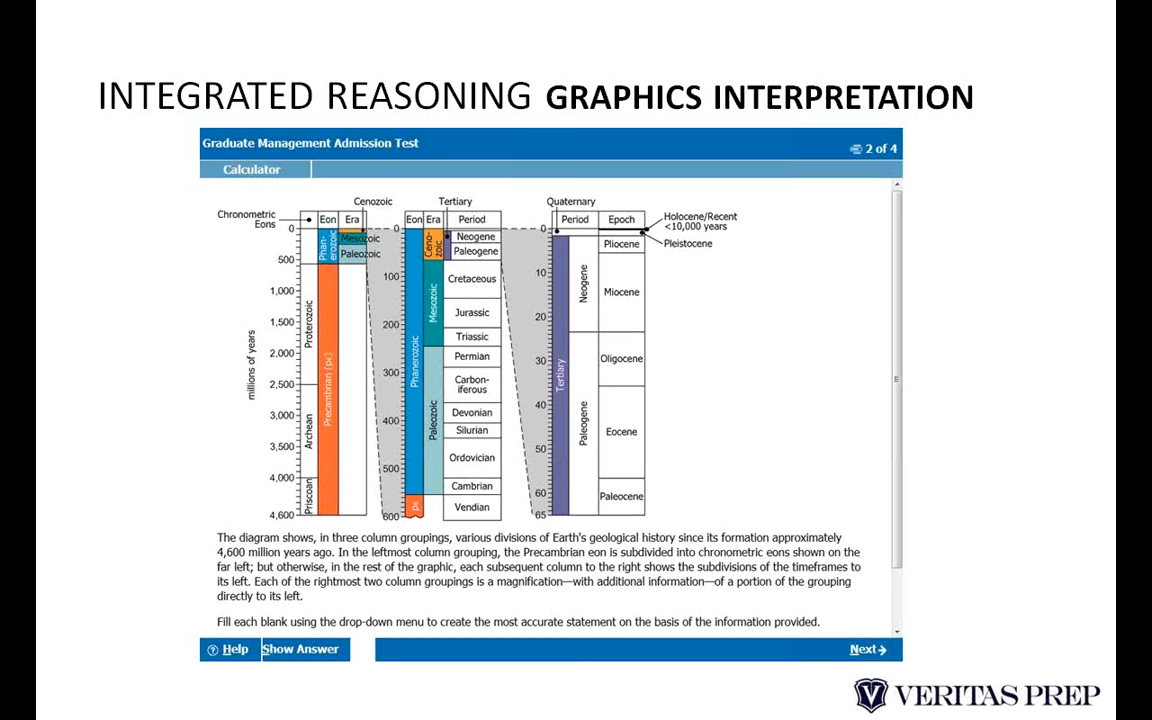 INTEGRATED REASONING GRAPHICS INTERPRETATION
Graduate Management Admission Test
2 of 4
Calculator
Cenozoic
Tertiary
Quaternary
Chronometric
Eons
Eon
Era
Eon
Era
Period
Period
Epoch
Holocene/Recent
<10,000 years
Pleistocene
0
500
1,000
1,500
2,000
2,500
3,000
3,500
4,000
4,600
millions of years
Proterozoic
Archean
Priscoan
Phan-
erozoic
Precambrian (p€)
Mesozoic
Paleozoic
0
100
200
300
400
500
600
Phanerozoic
p€
Ceno-
zoic
Mesozoic
Paleozoic
Neogene
Paleogene
Cretaceous
Jurassic
Triassic
Permian
Carbon-
iferous
Devonian
Silurian
Ordovician
Cambrian
Vendian
0
10
20
30
40
50
60
65
Tertiary
Neogene
Paleogene
Pliocene
Miocene
Oligocene
Eocene
Paleocene
The diagram shows, in three column groupings, various divisions of Earth's geological history since its formation approximately
4,600 million years ago. In the leftmost column grouping, the Precambrian eon is subdivided into chronometric eons shown on the
far left; but otherwise, in the rest of the graphic, each subsequent column to the right shows the subdivisions of the timeframes to
its left. Each of the rightmost two column groupings is a magnification—with additional information—of a portion of the grouping
directly to its left.
Fill each blank using the drop-down menu to create the most accurate statement on the basis of the information provided.
Help
Show Answer
Next
VERITAS PREP